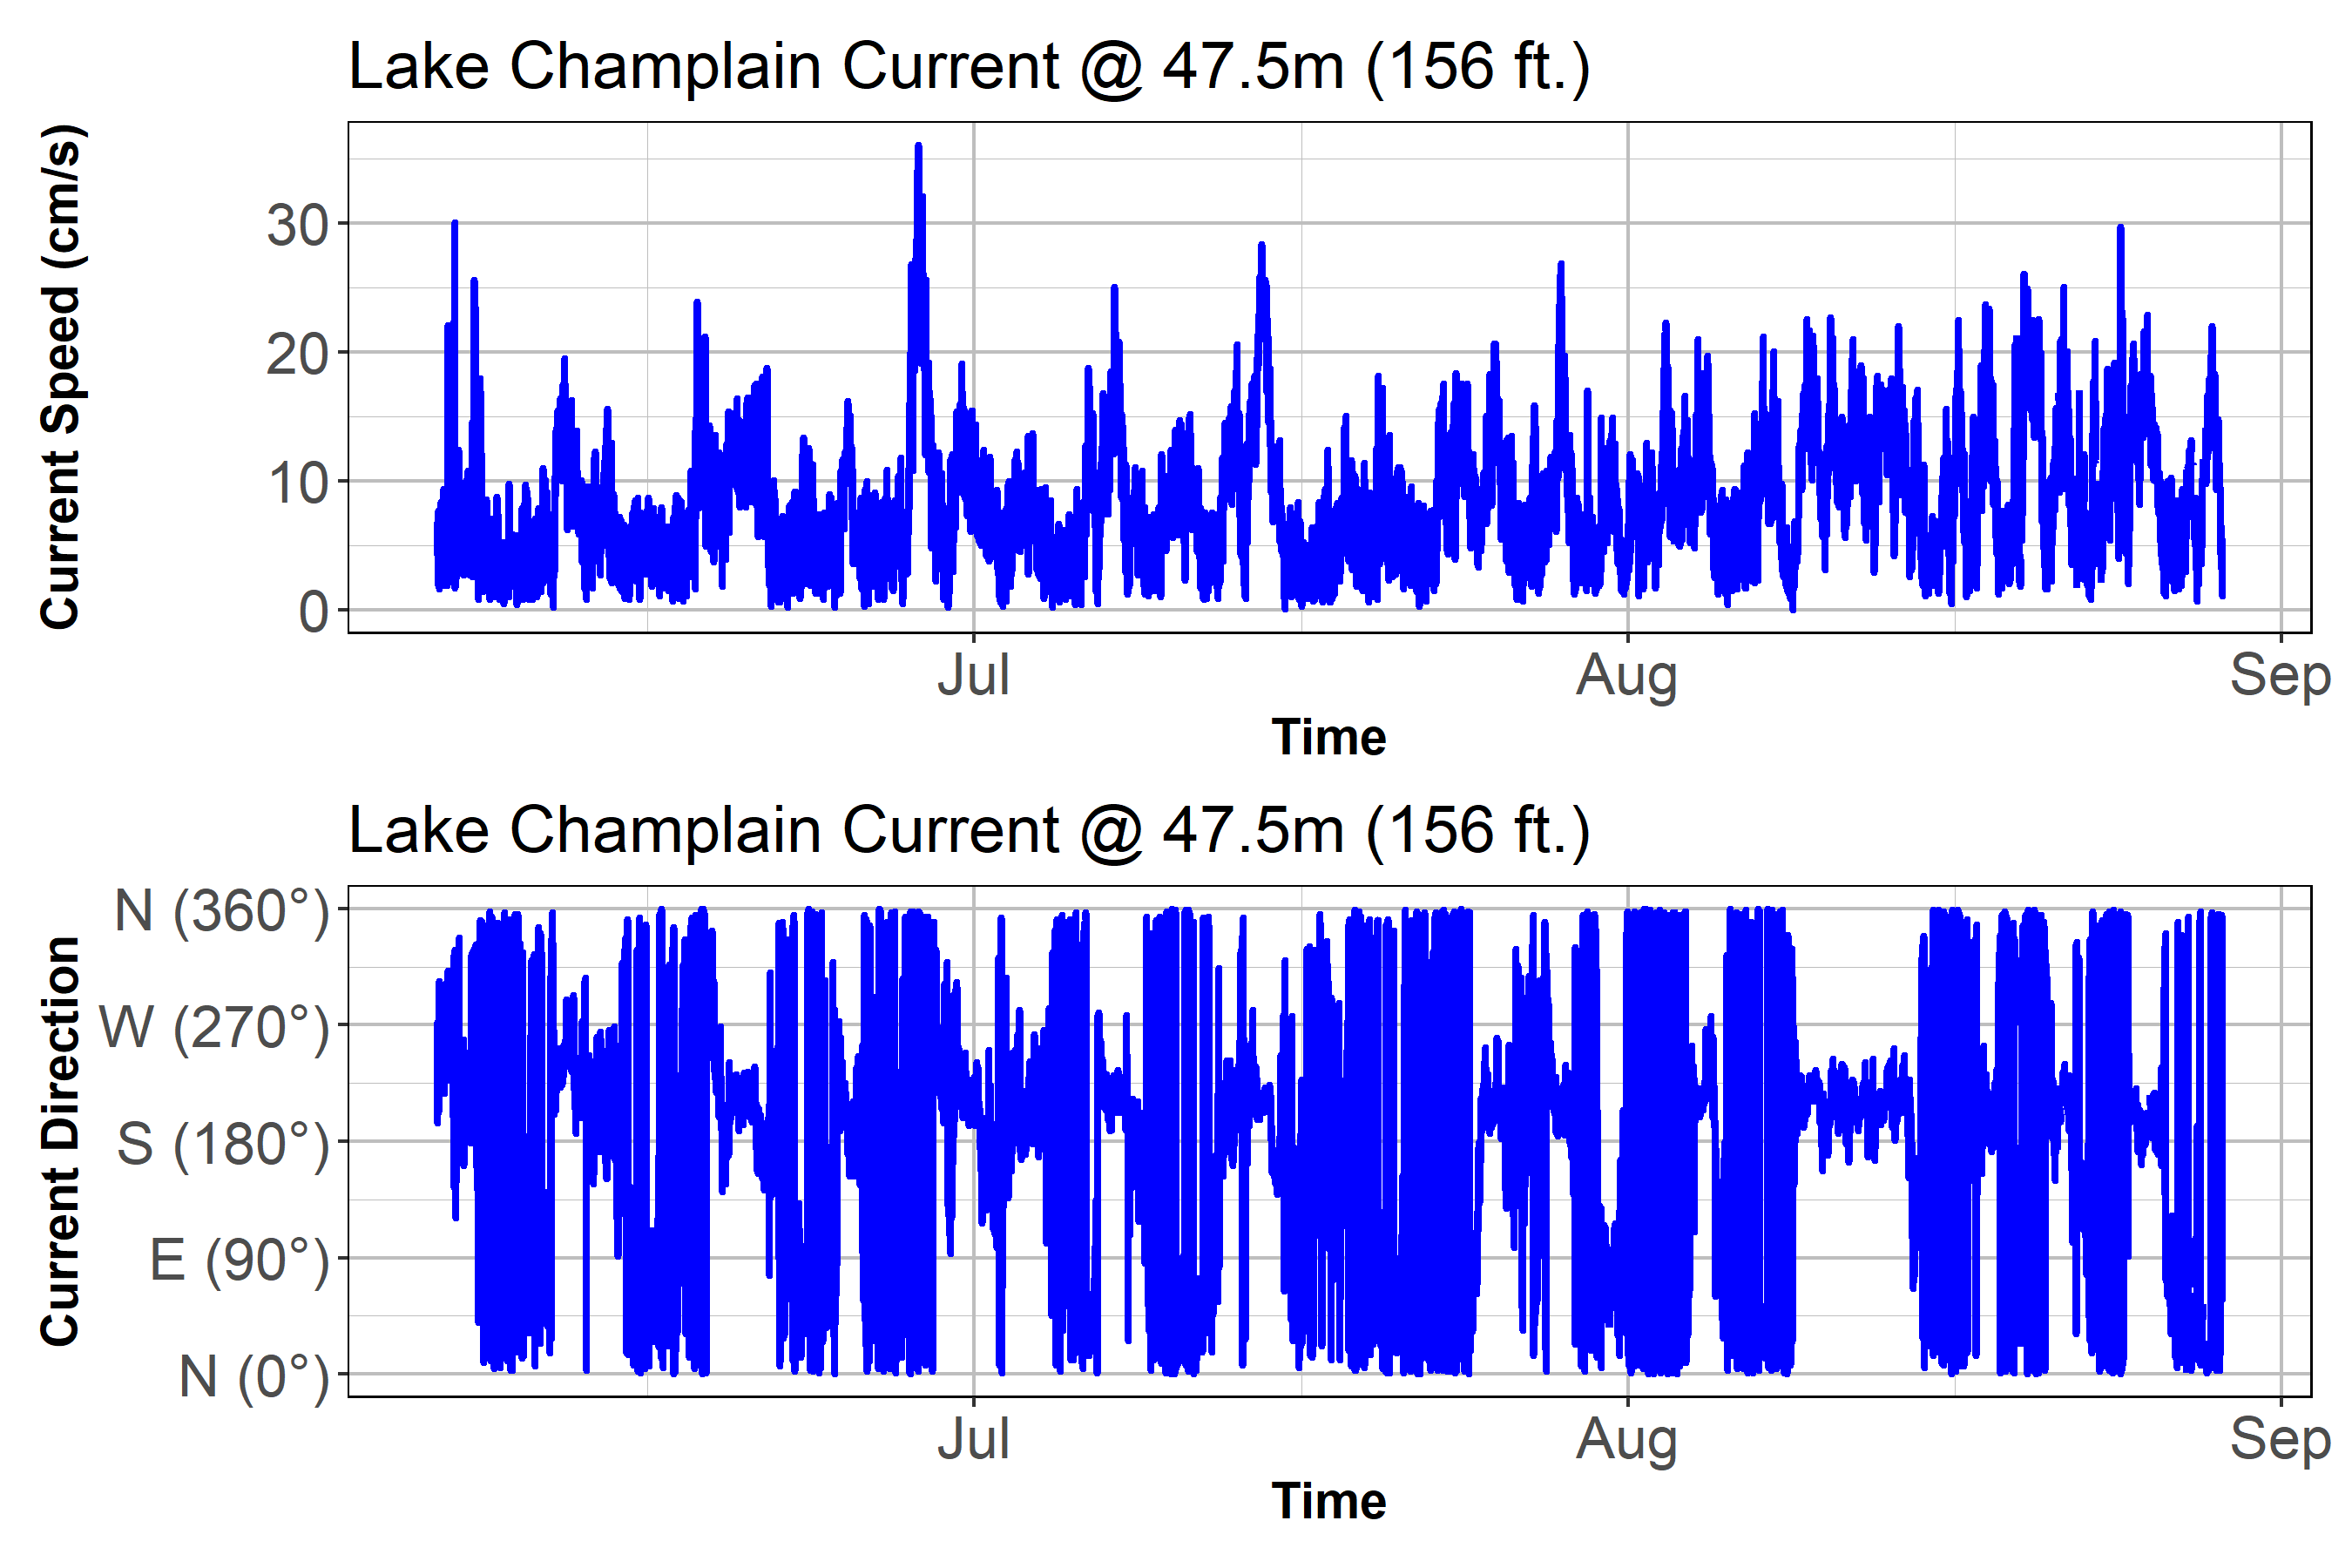 Lake Champlain Current @ 47.5m (156 ft.)
Current Speed (cm/s)
30
20
10
0
Jul Aug Sep
Time
Lake Champlain Current @ 47.5m (156 ft.)
Current Direction
N (360°)
W (270°)
S (180°)
E (90°)
N (0°)
Jul Aug Sep
Time